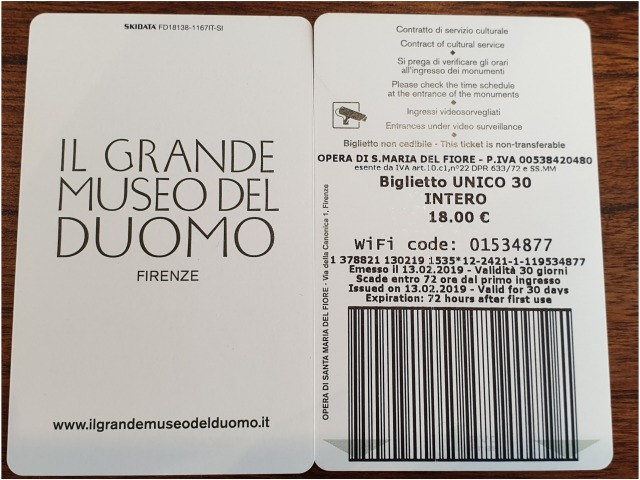 SKIDATA FD18138-1167IT-SI
IL GRANDE
MUSEO DEL
DUOMO
FIRENZE
www.ilgrandemuseodelduomo.it
Contratto di servizio culturale
Contract of cultural service
Si prega di verificare gli orari
all'ingresso dei monumenti
Please check the time schedule
at the entrance of the monuments
Ingressi videosorvegliati
Entrances under video surveillance
Biglietto non cedibile - This ticket is non-transferable
OPERA DI S.MARIA DEL FIORE - P.IVA 00538420480
esente da IVA art.10.c1,n°22 DPR 633/72 e SS.MM
Biglietto UNICO 30
INTERO
18.00 €
WiFi code: 01534877
1 378821 130219 1535*12-2421-1-119534877
Emesso il 13.02.2019 - Validità 30 giorni
Scade entro 72 ore dal primo ingresso
Issued on 13.02.2019 - Valid for 30 days
Expiration: 72 hours after first use
OPERA DI SANTA MARIA DEL FIORE - Via della Canonica 1, Firenze